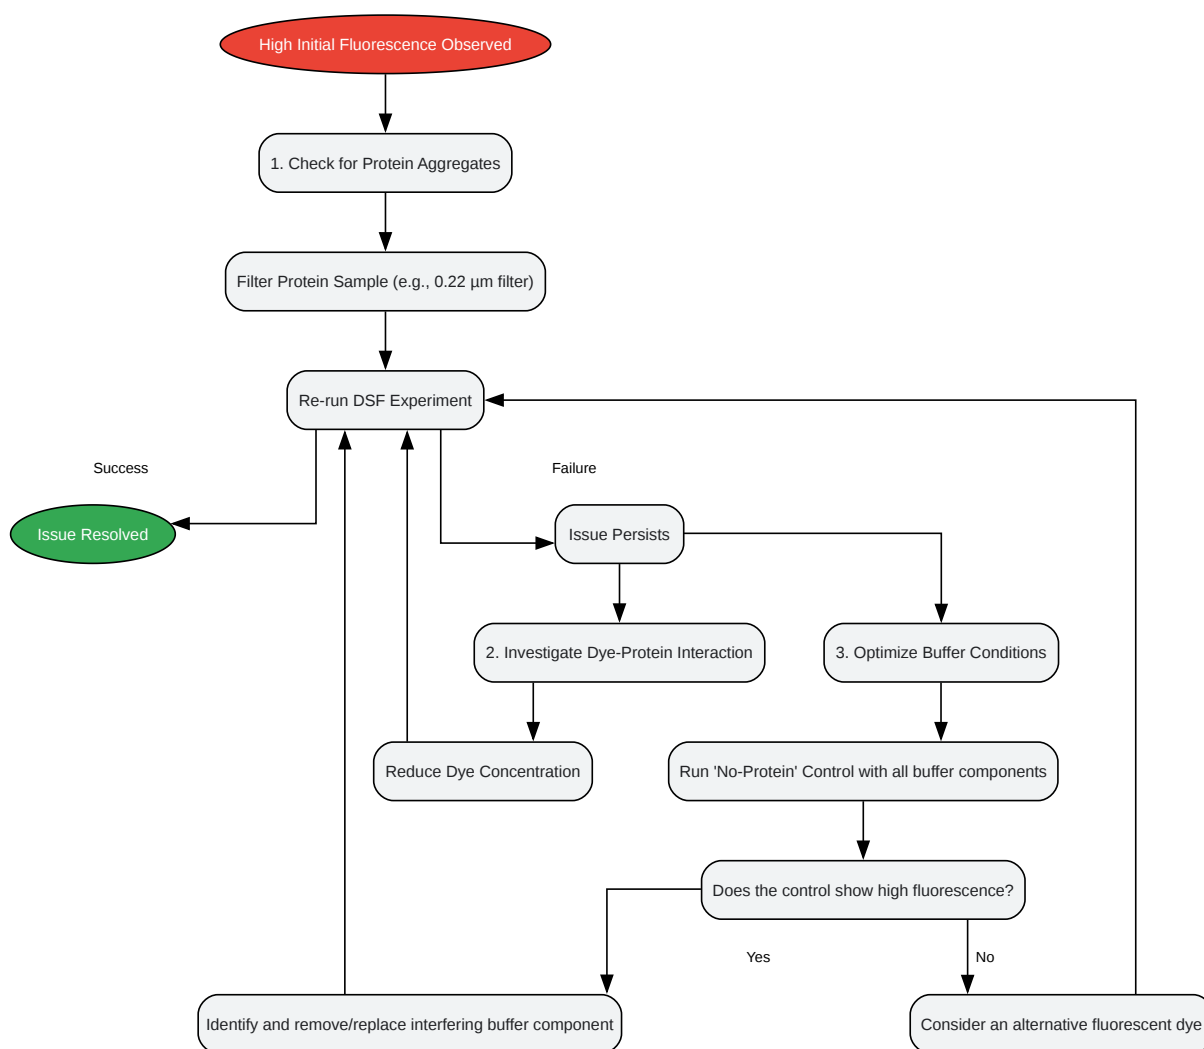 High Initial Fluorescence Observed
1. Check for Protein Aggregates
Filter Protein Sample (e.g., 0.22 µm filter)
Re-run DSF Experiment
Success
Failure
Issue Resolved
Issue Persists
2. Investigate Dye-Protein Interaction
3. Optimize Buffer Conditions
Reduce Dye Concentration
Run 'No-Protein' Control with all buffer components
Does the control show high fluorescence?
Yes
No
Identify and remove/replace interfering buffer component
Consider an alternative fluorescent dye